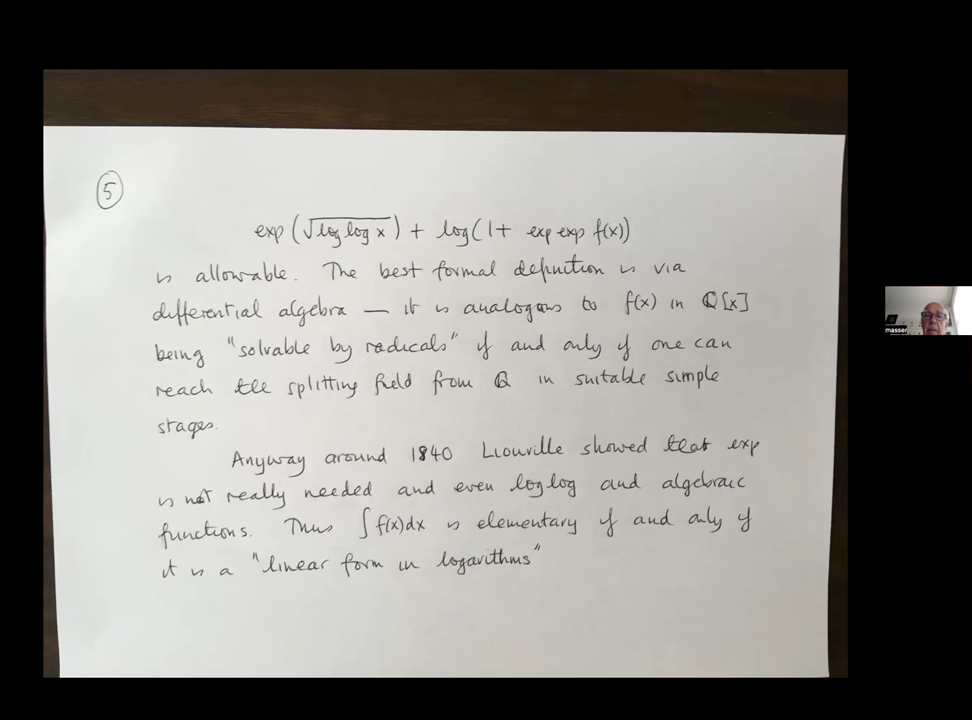 5
exp(√log log x) + log(1+ exp exp f(x))
is allowable. The best formal definition is via
differential algebra — it is analogous to f(x) in Q[x]
being "solvable by radicals" if and only if one can
reach the splitting field from Q in suitable simple
stages.
Anyway around 1840 Liouville showed that exp
is not really needed and even loglog and algebraic
functions. Thus ∫f(x)dx is elementary if and only if
it is a "linear form in logarithms"
masser